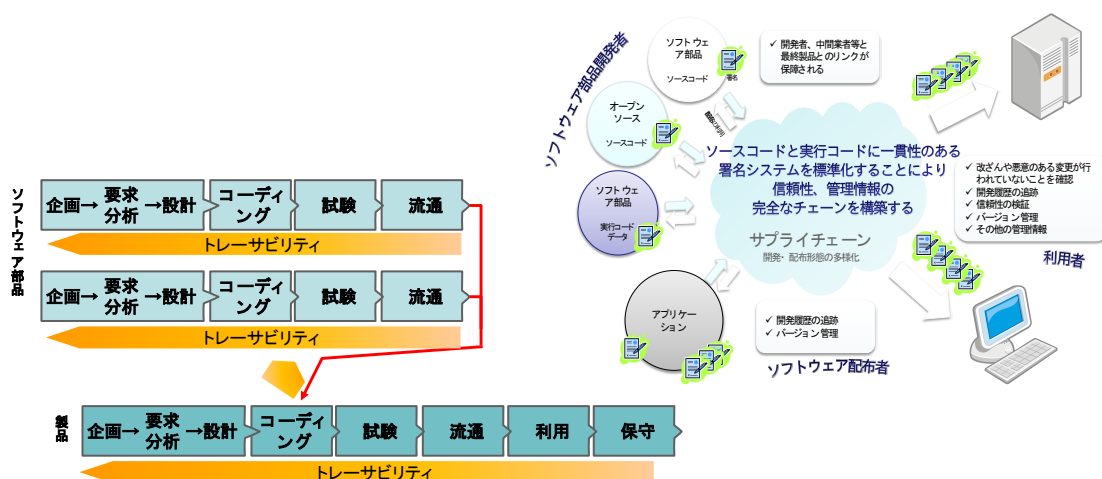 ソフトウェア部品
企画→ 要求分析 →設計
コーディング
試験
流通
トレーサビリティ
企画→ 要求分析 →設計
コーディング
試験
流通
トレーサビリティ
製品
企画→ 要求分析 →設計
コーディング
試験
流通
利用
保守
トレーサビリティ
ソフトウェア部品開発者
ソフトウェア部品
ソースコード
署名
オープンソース
ソースコード
ソフトウェア部品
実行コード
データ
アプリケーション
✓ 開発者、中間業者等と
最終製品とのリンクが
保障される
ソースコードと実行コードに一貫性のある
署名システムを標準化することにより
信頼性、管理情報の
完全なチェーンを構築する
サプライチェーン
開発・配布形態の多様化
✓ 開発履歴の追跡
✓ バージョン管理
ソフトウェア配布者
✓ 改ざんや悪意のある変更が行
われていないことを確認
✓ 開発履歴の追跡
✓ 信頼性の検証
✓ バージョン管理
✓ その他の管理情報
利用者